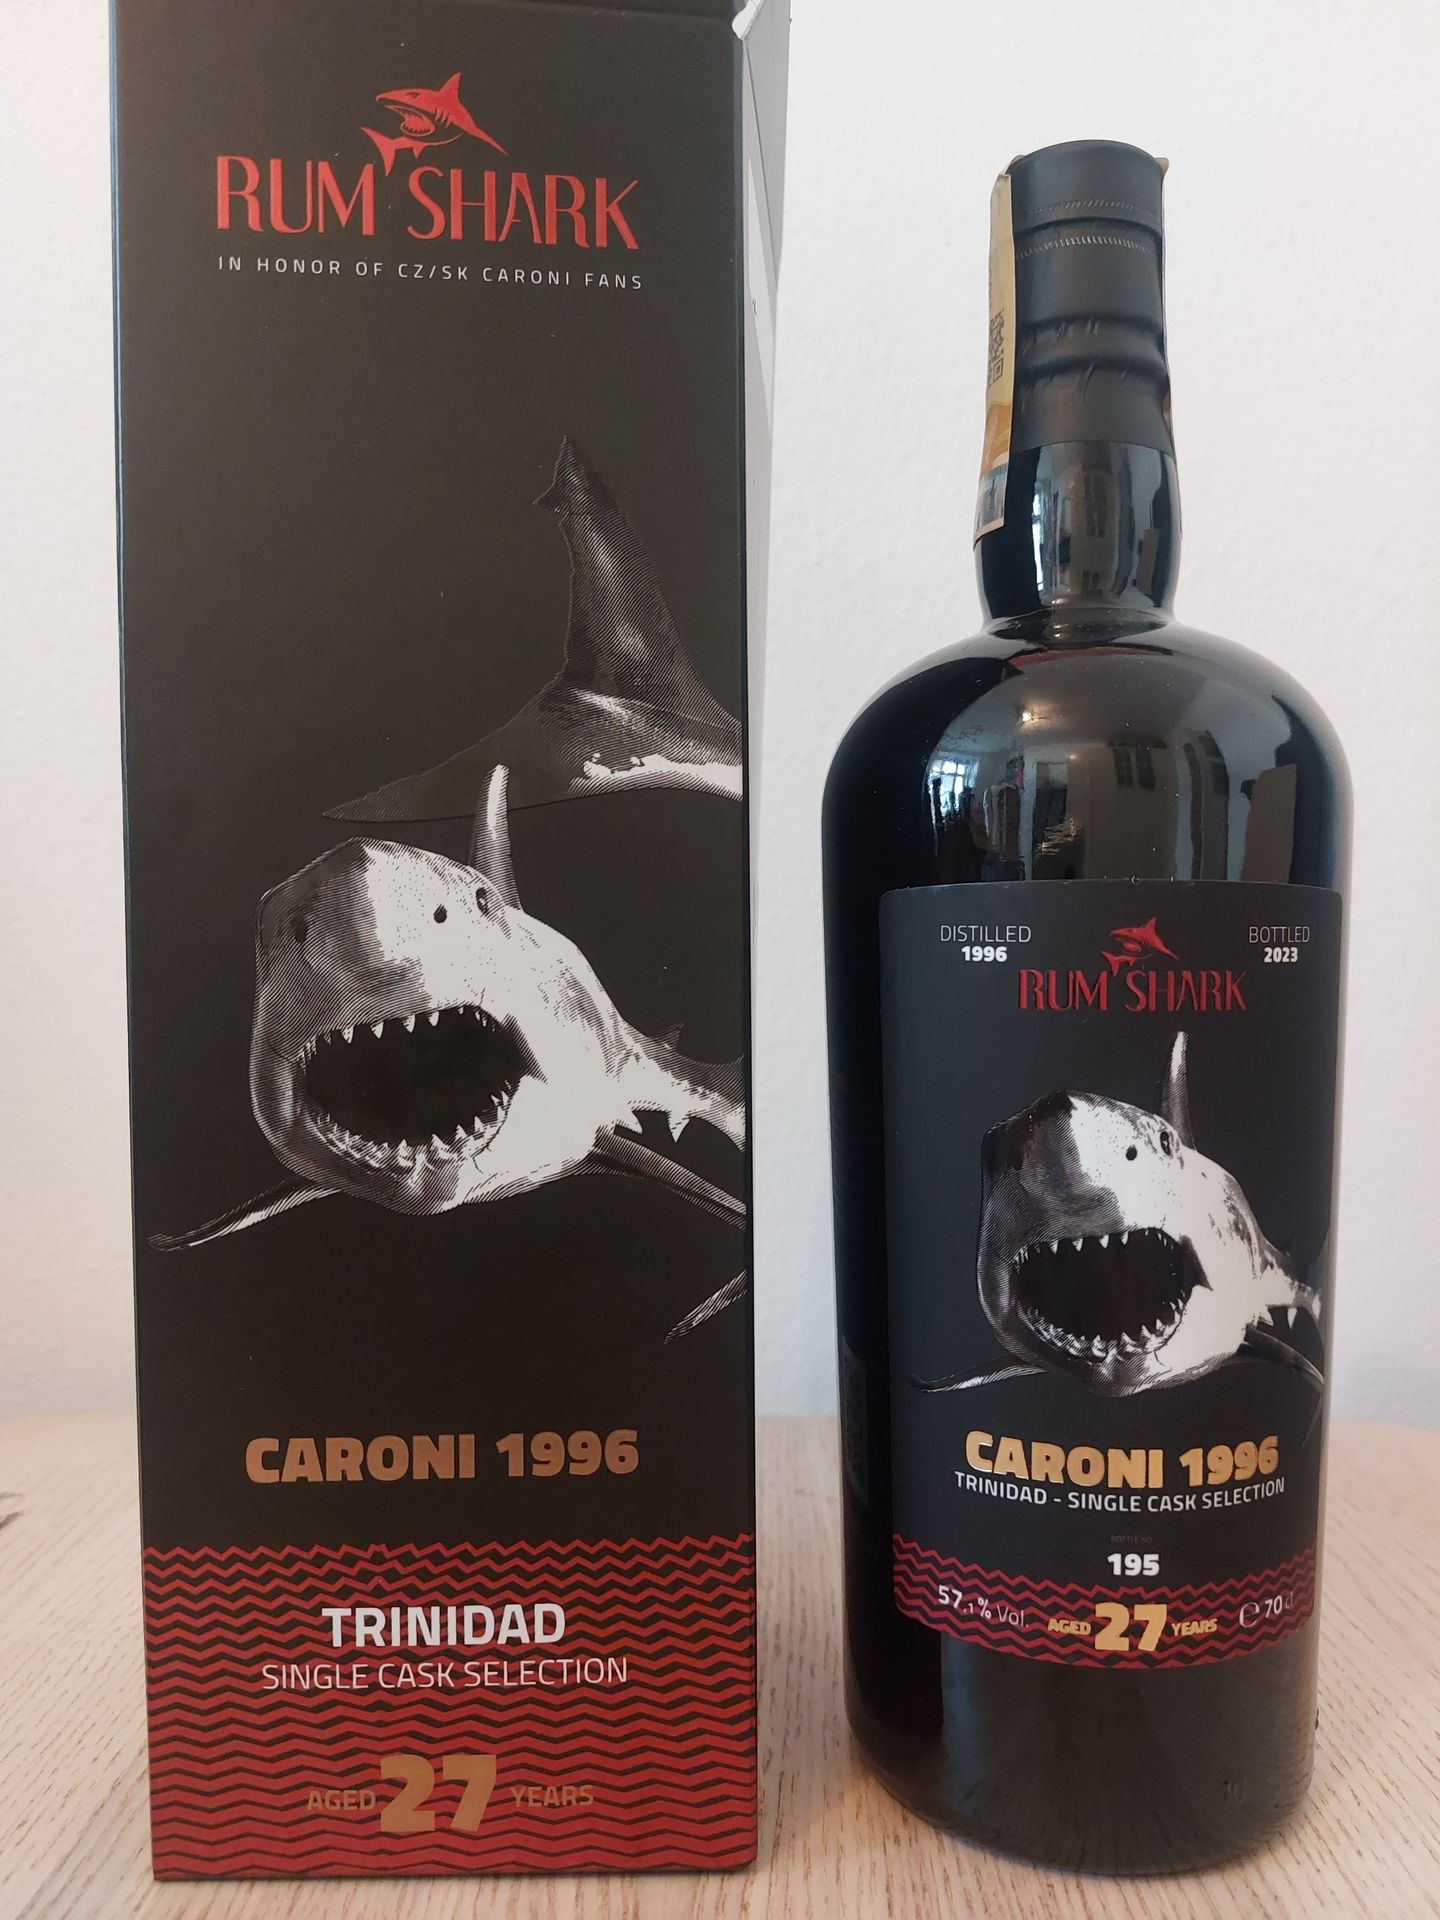 RUM SHARK
IN HONOR OF CZ/SK CARONI FANS
CARONI 1996
TRINIDAD
SINGLE CASK SELECTION
AGED 27 YEARS
DISTILLED
1996
BOTTLED
2023
RUM SHARK
CARONI 1996
TRINIDAD - SINGLE CASK SELECTION
BOTTLE NO.
195
57,1% Vol.
AGED 27 YEARS
℮ 70 cl